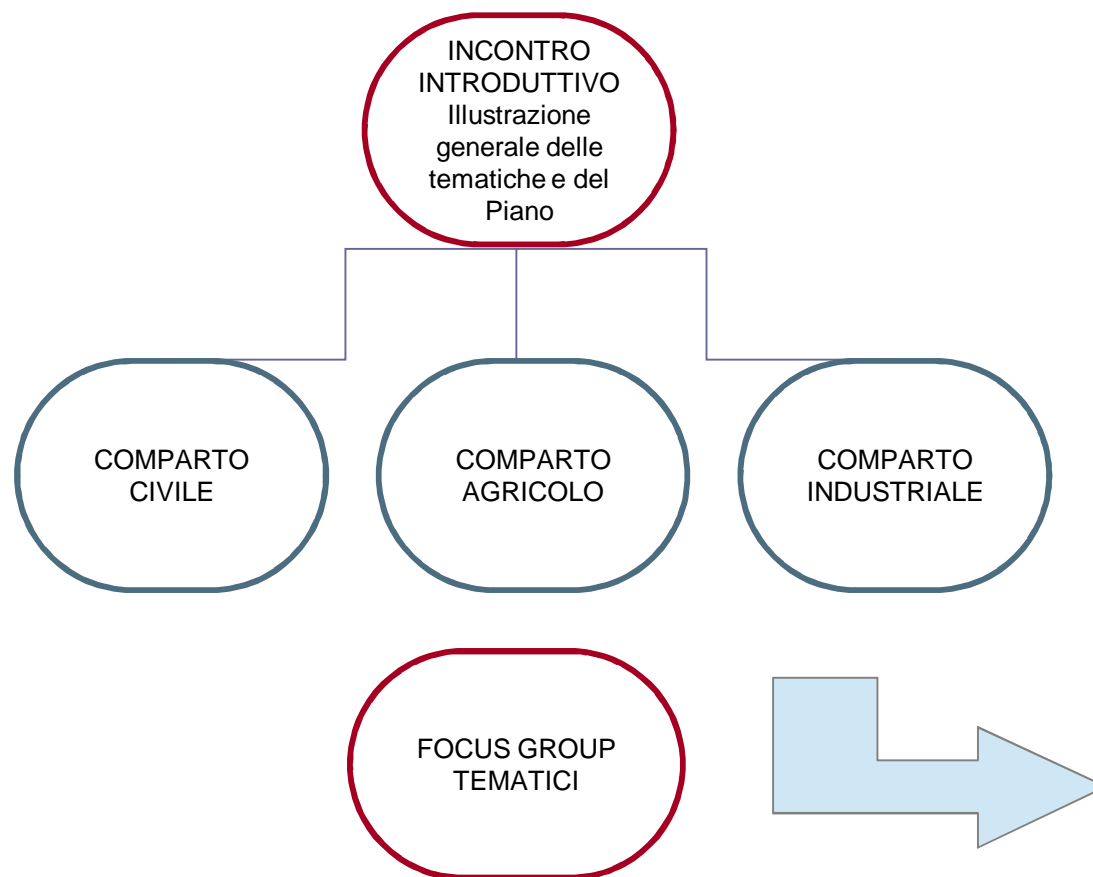 INCONTRO
INTRODUTTIVO
Illustrazione
generale delle
tematiche e del
Piano
COMPARTO
CIVILE
COMPARTO
AGRICOLO
COMPARTO
INDUSTRIALE
FOCUS GROUP
TEMATICI